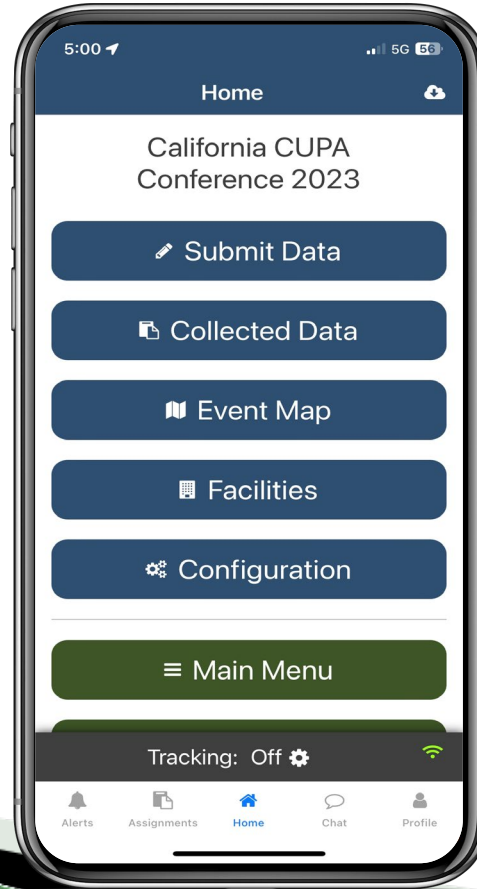 5:00 5G 56
Home
California CUPA
Conference 2023
Submit Data
Collected Data
Event Map
Facilities
Configuration
Main Menu
Tracking: Off
Alerts Assignments Home Chat Profile